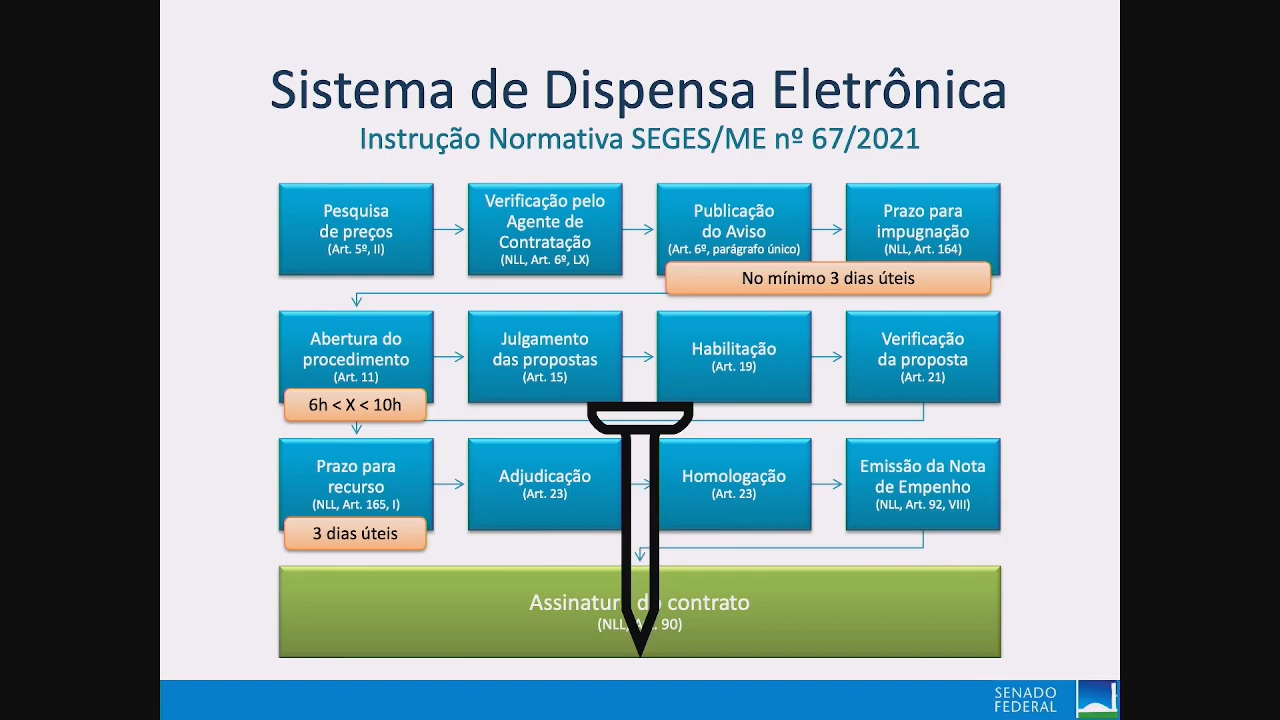 Sistema de Dispensa Eletrônica
Instrução Normativa SEGES/ME nº 67/2021
Pesquisa
de preços
(Art. 5º, II)
Verificação pelo
Agente de
Contratação
(NLL, Art. 6º, LX)
Publicação
do Aviso
(Art. 6º, parágrafo único)
Prazo para
impugnação
(NLL, Art. 164)
No mínimo 3 dias úteis
Abertura do
procedimento
(Art. 11)
6h < X < 10h
Julgamento
das propostas
(Art. 15)
Habilitação
(Art. 19)
Verificação
da proposta
(Art. 21)
Prazo para
recurso
(NLL, Art. 165, I)
3 dias úteis
Adjudicação
(Art. 23)
Homologação
(Art. 23)
Emissão da Nota
de Empenho
(NLL, Art. 92, VIII)
Assinatura do contrato
(NLL, Art. 90)
SENADO
FEDERAL